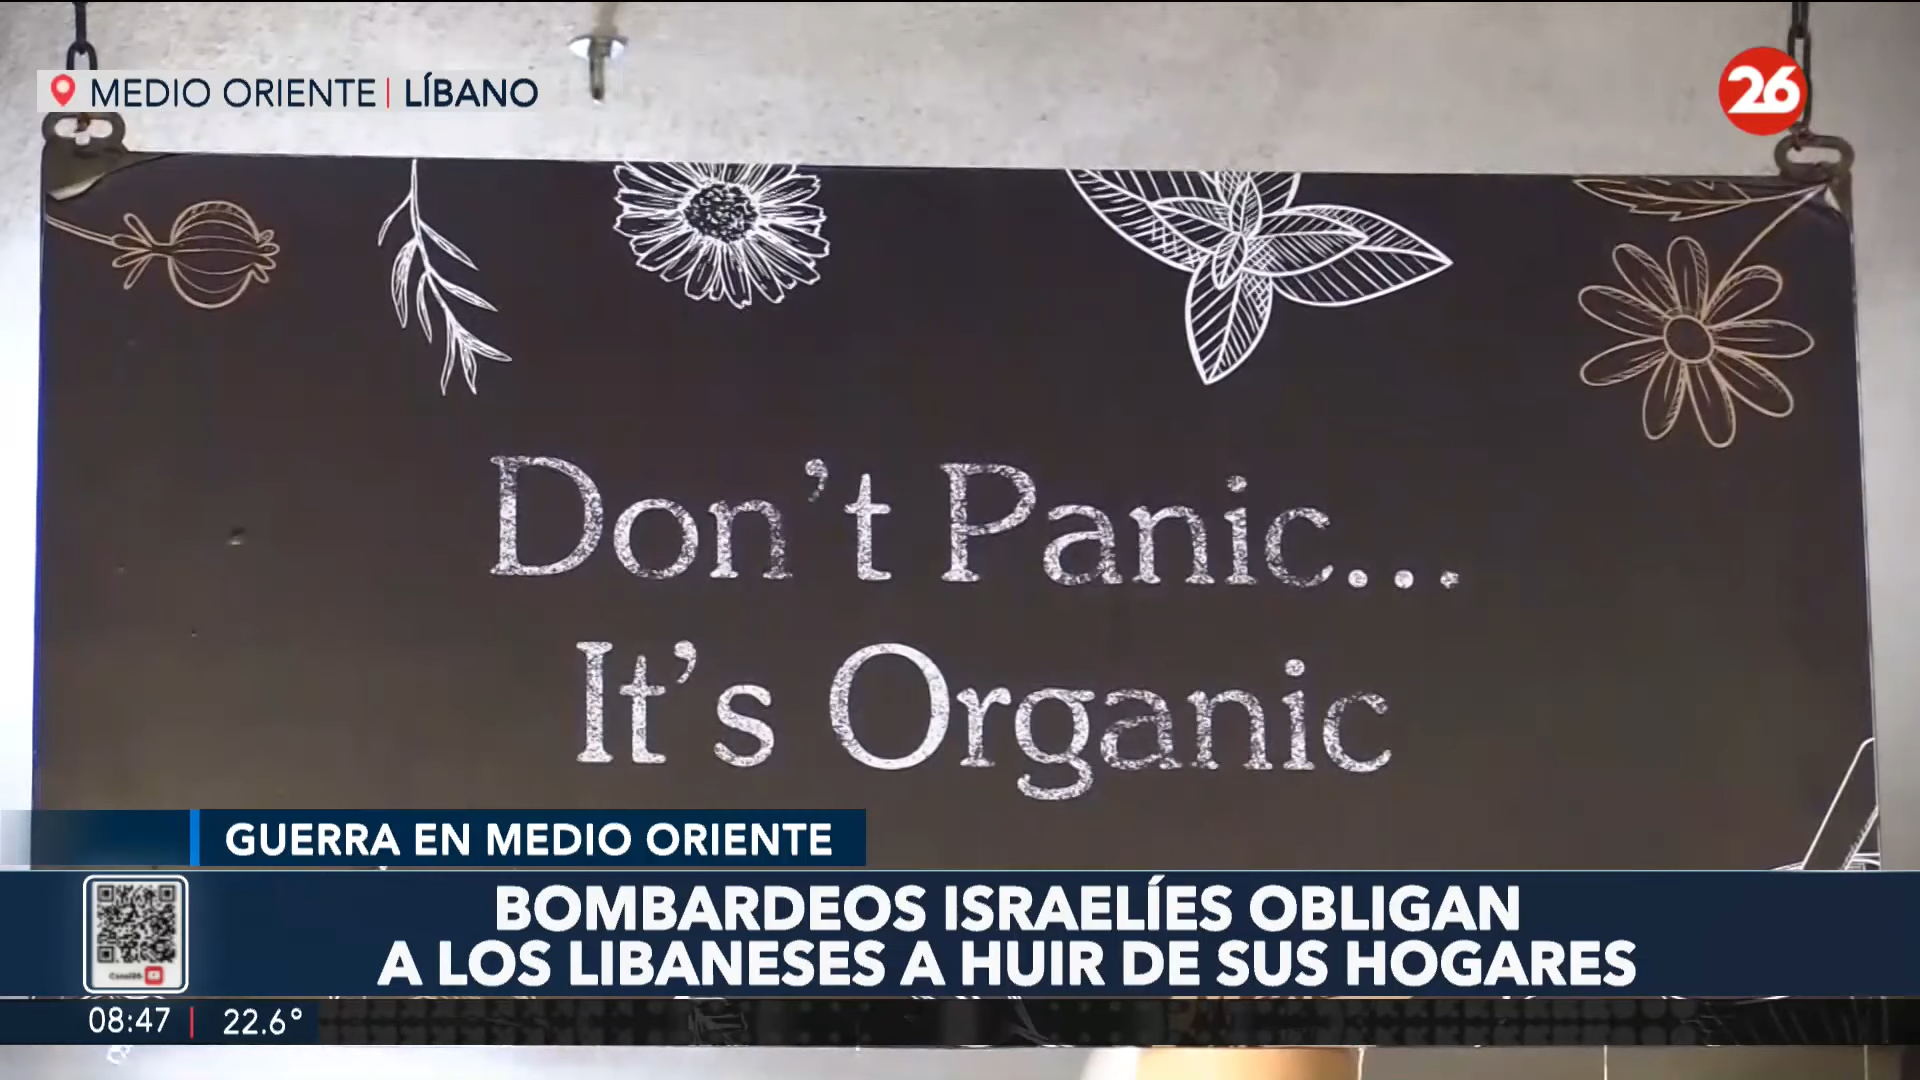 MEDIO ORIENTE | LÍBANO
26
Don't Panic...
It's Organic
GUERRA EN MEDIO ORIENTE
BOMBARDEOS ISRAELÍES OBLIGAN
A LOS LIBANESES A HUIR DE SUS HOGARES
Canal26
08:47 | 22.6°